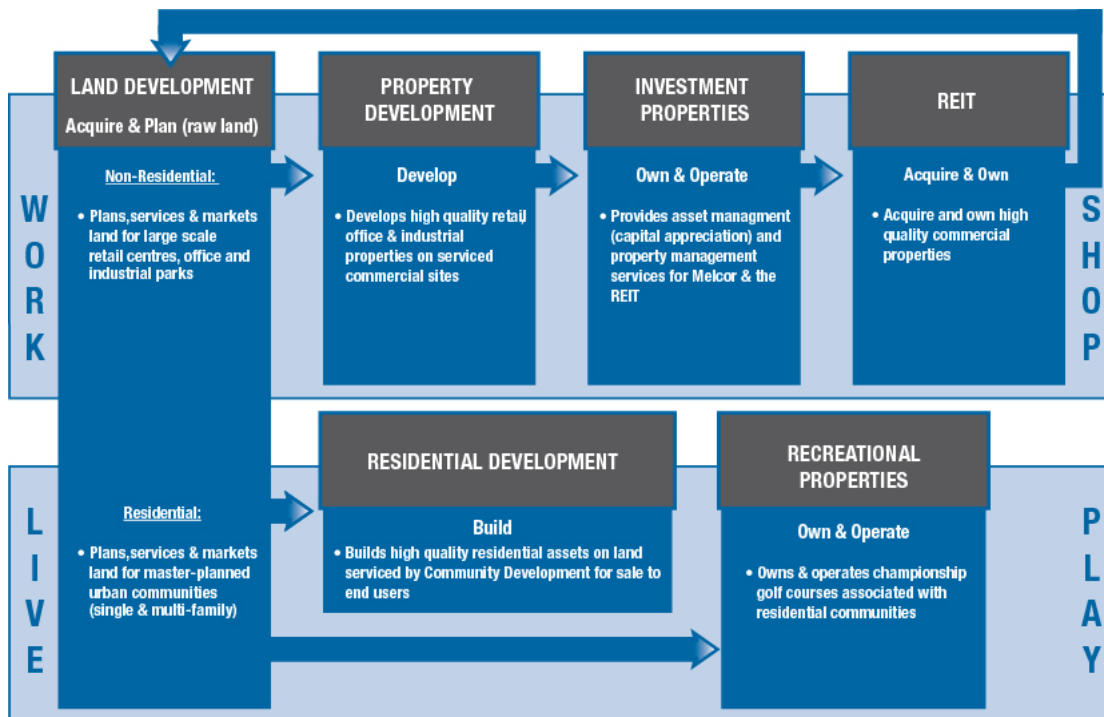 LAND DEVELOPMENT
Acquire & Plan (raw land)
PROPERTY
DEVELOPMENT
INVESTMENT
PROPERTIES
REIT
WORK
Non-Residential:
• Plans,services & markets
land for large scale
retail centres, office and
industrial parks
Develop
• Develops high quality retail,
office & industrial
properties on serviced
commercial sites
Own & Operate
• Provides asset managment
(capital appreciation) and
property management
services for Melcor & the
REIT
Acquire & Own
• Acquire and own high
quality commercial
properties
SHOP
LIVE
Residential:
• Plans,services & markets
land for master-planned
urban communities
(single & multi-family)
RESIDENTIAL DEVELOPMENT
Build
• Builds high quality residential assets on land
serviced by Community Development for sale to
end users
RECREATIONAL
PROPERTIES
Own & Operate
• Owns & operates championship
golf courses associated with
residential communities
PLAY